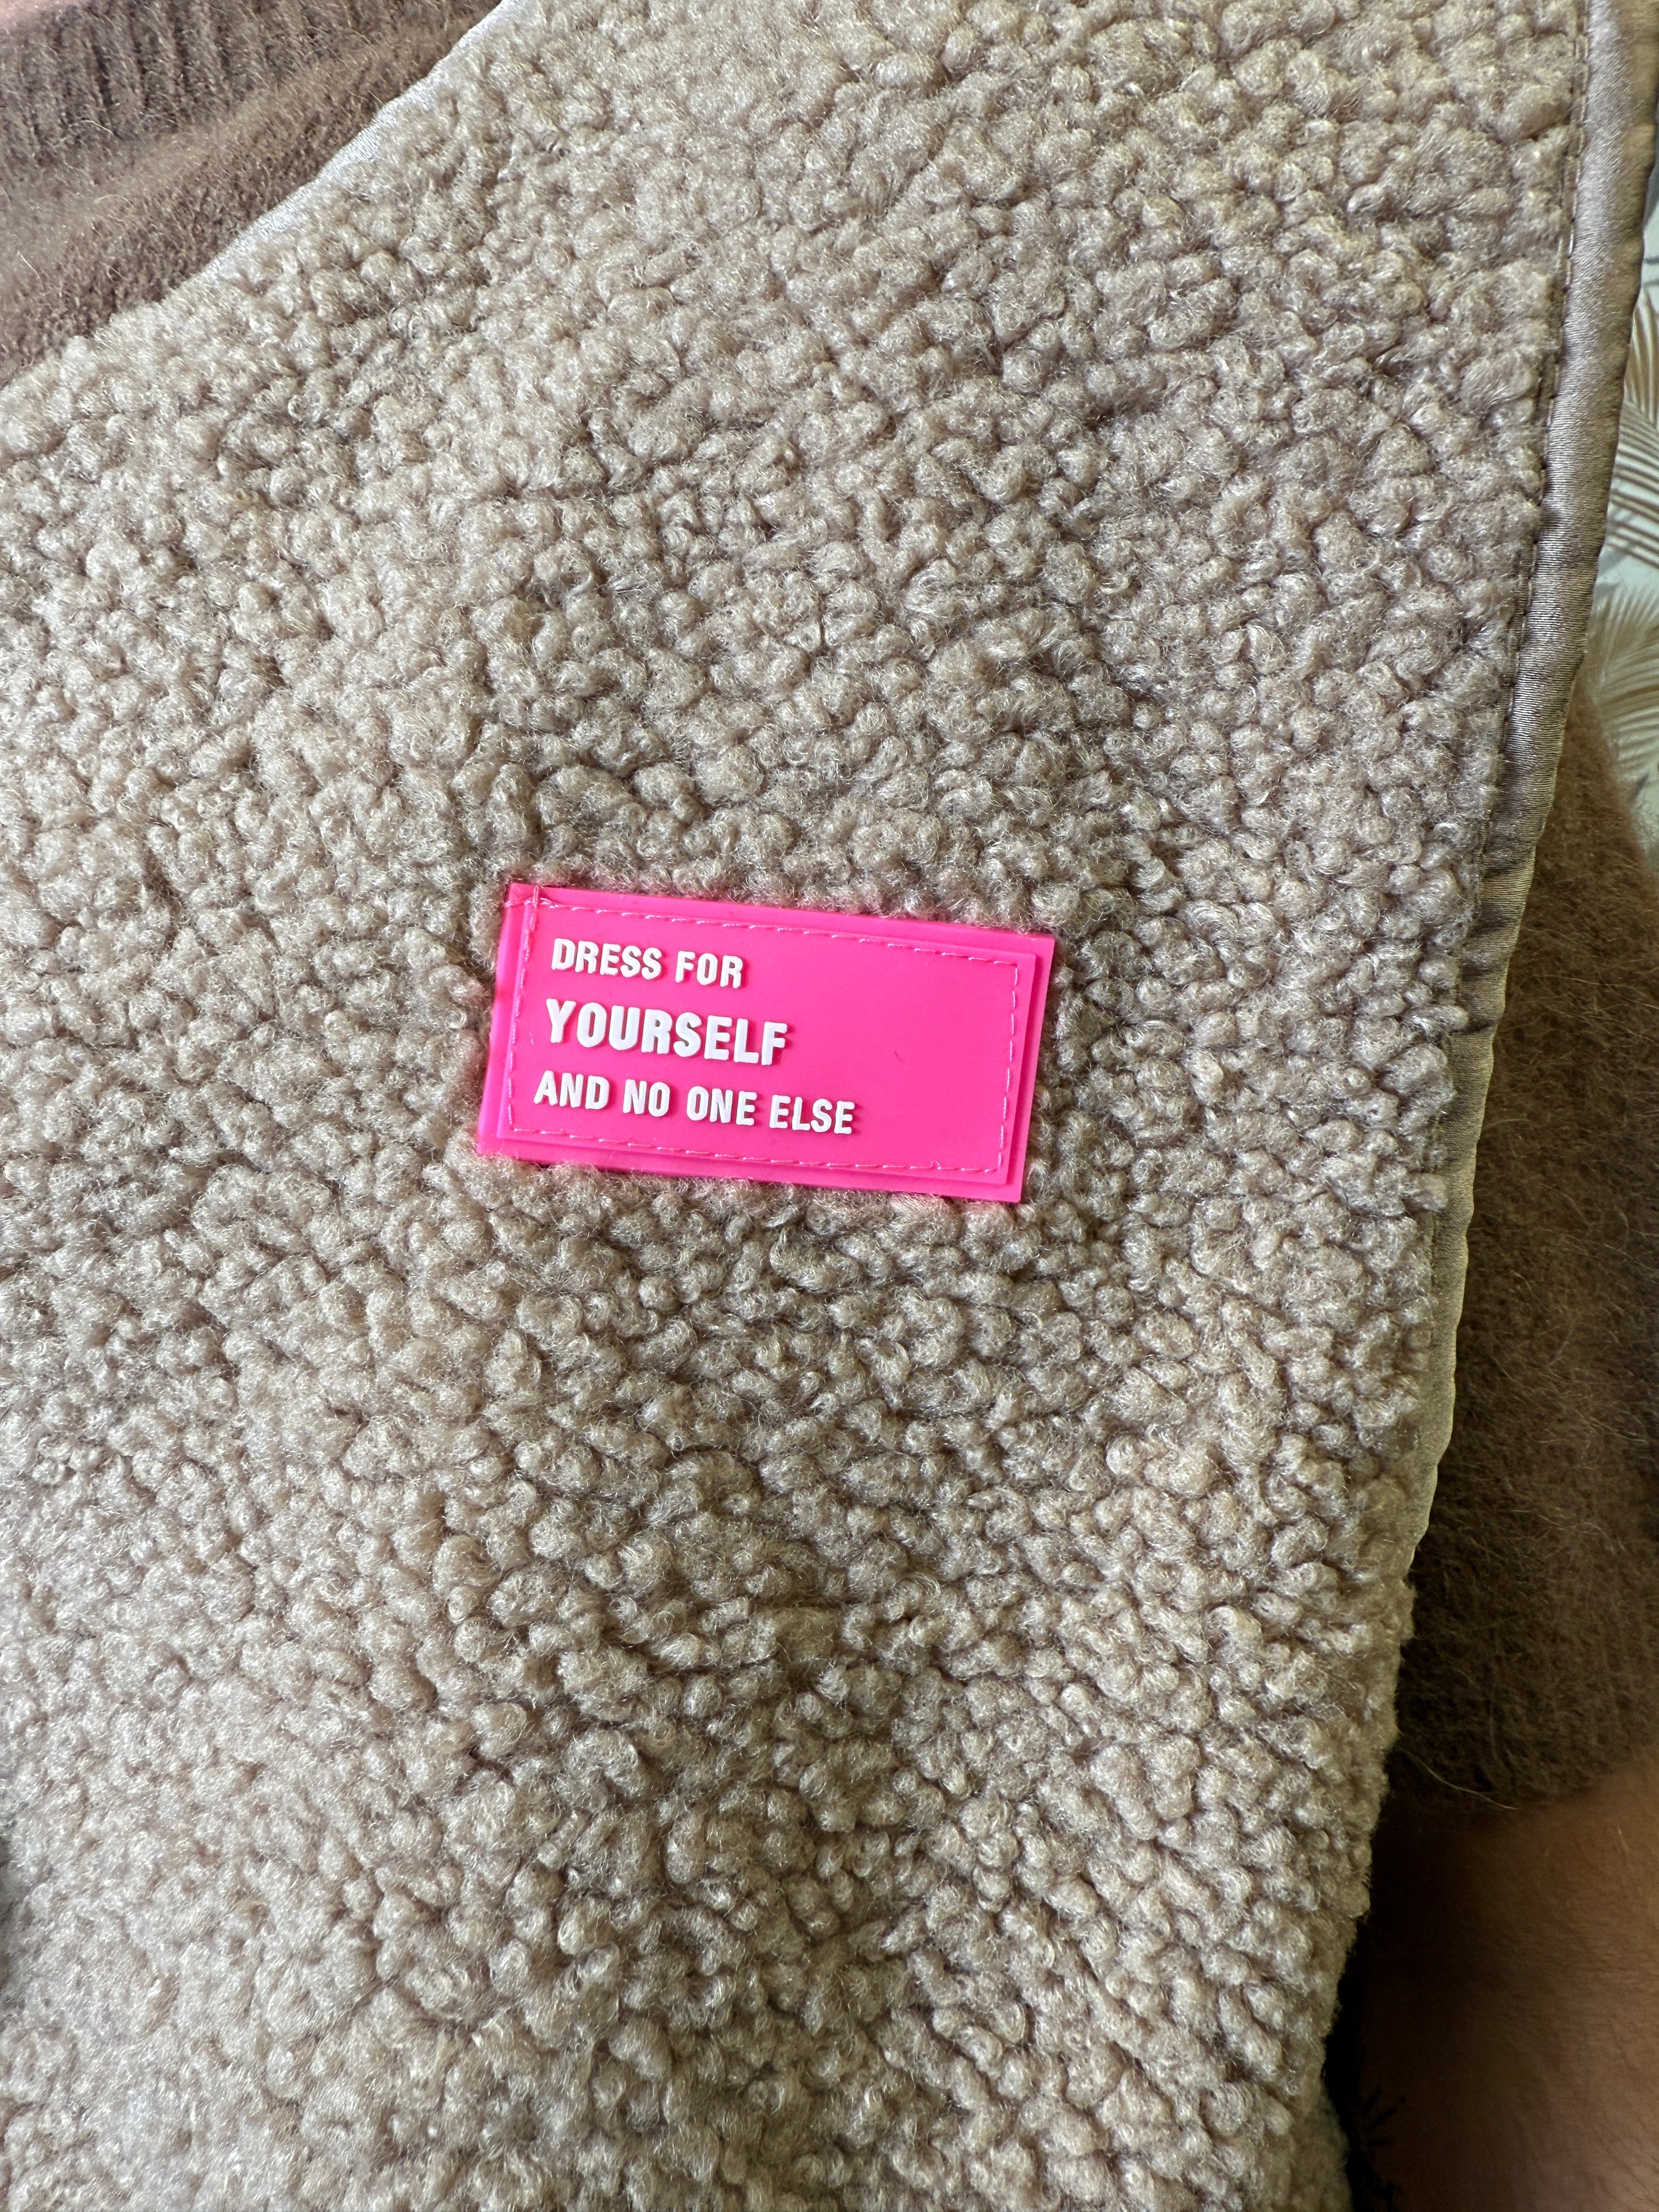 DRESS FOR
YOURSELF
AND NO ONE ELSE